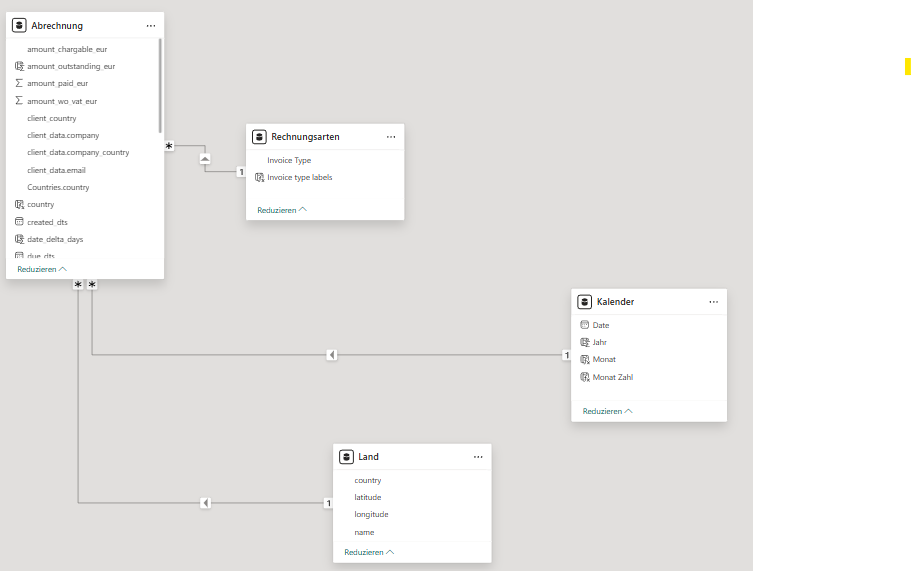 Abrechnung
amount_chargable_eur
amount_outstanding_eur
amount_paid_eur
amount_wo_vat_eur
client_country
client_data.company
client_data.company_country
client_data.email
Countries.country
country
created_dts
date_delta_days
due_dts
Reduzieren
*
1
Rechnungsarten
Invoice Type
Invoice type labels
Reduzieren
* *
1
Kalender
Date
Jahr
Monat
Monat Zahl
Reduzieren
1
Land
country
latitude
longitude
name
Reduzieren